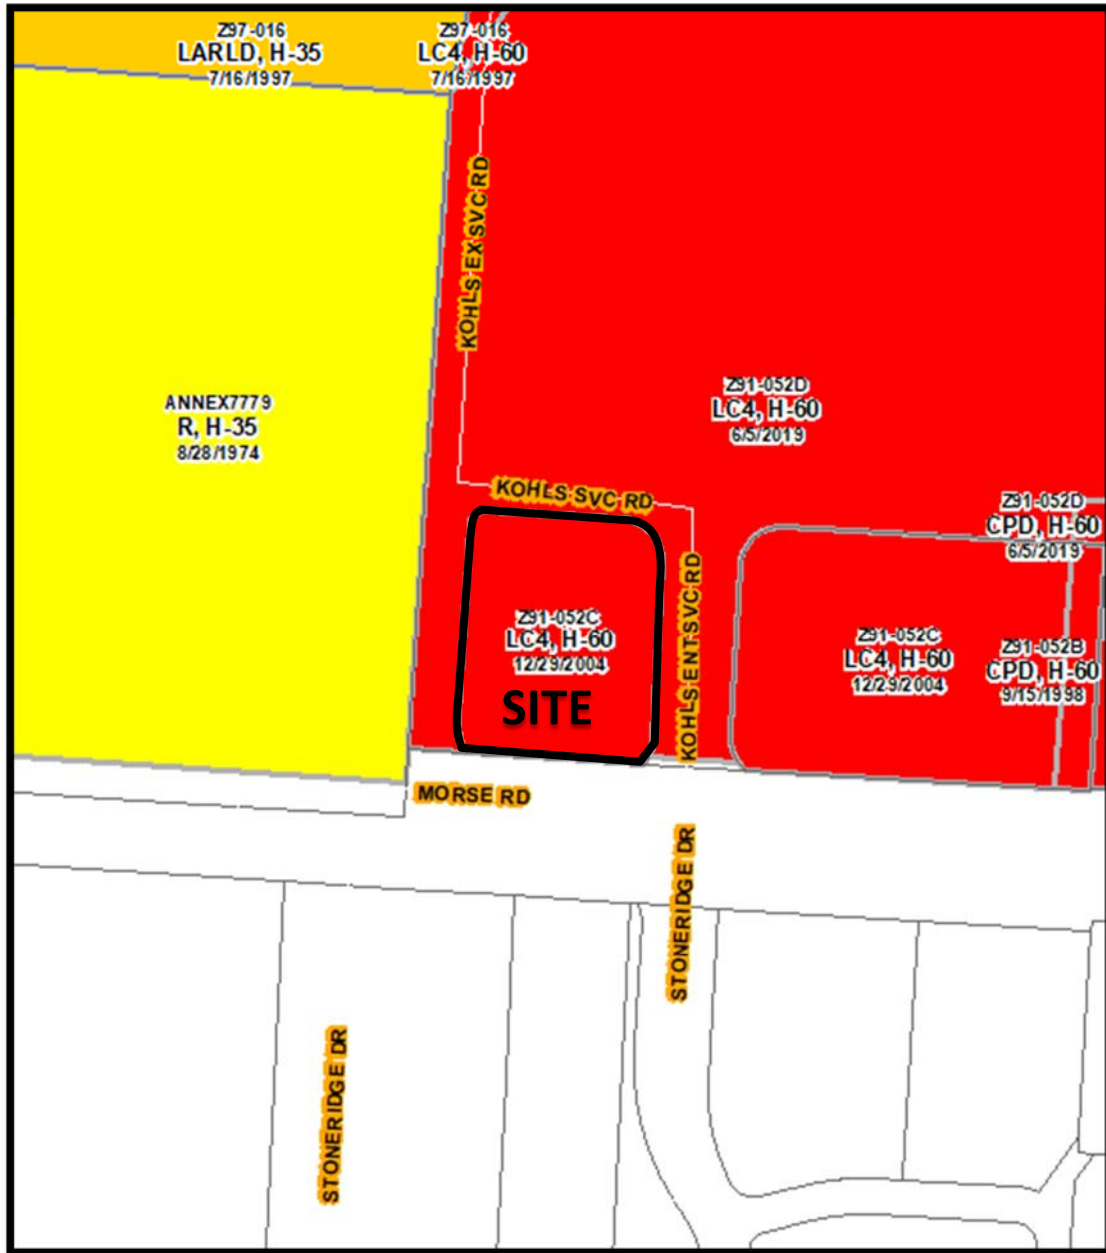 Z97-016
LARLD, H-35
7/16/1997
Z97-016
LC4, H-60
7/16/1997
KOHLS EX SVC RD
ANNEX7779
R, H-35
8/28/1974
Z91-052D
LC4, H-60
6/5/2019
KOHLS SVC RD
Z91-052D
CPD, H-60
6/5/2019
KOHLS ENT SVC RD
Z91-052C
LC4, H-60
12/29/2004
SITE
Z91-052C
LC4, H-60
12/29/2004
Z91-052B
CPD, H-60
9/15/1998
MORSE RD
STONERIDGE DR
STONERIDGE DR